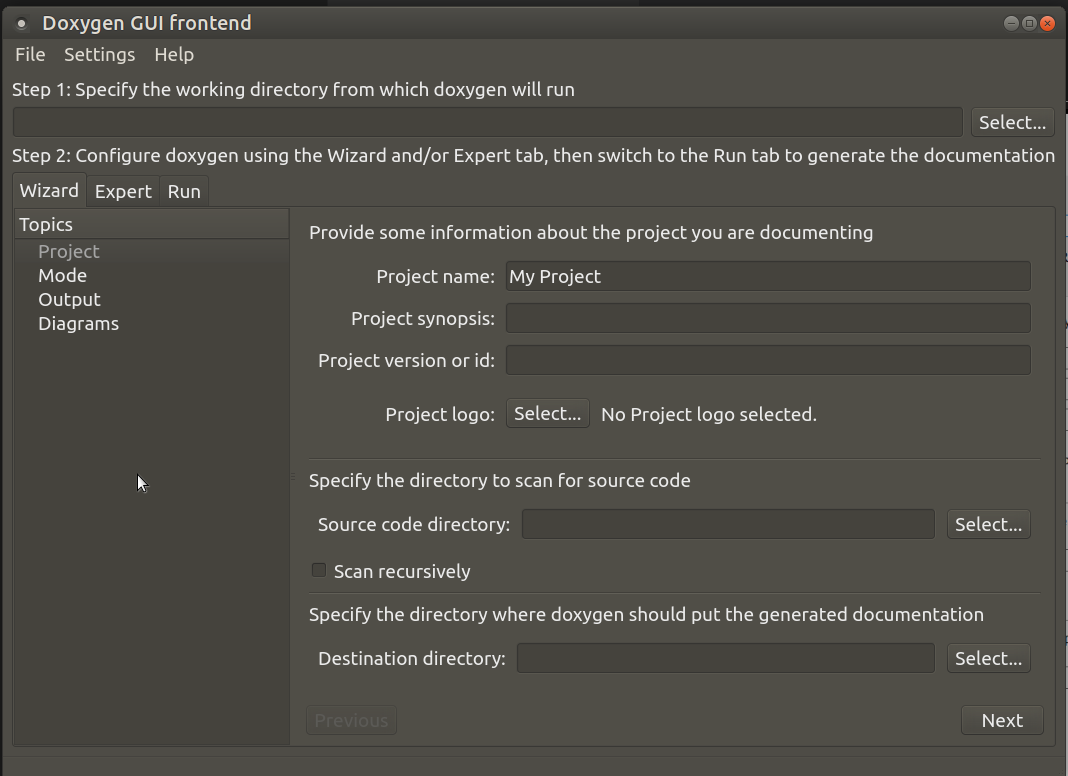 Doxygen GUI frontend
File Settings Help
Step 1: Specify the working directory from which doxygen will run
Select...
Step 2: Configure doxygen using the Wizard and/or Expert tab, then switch to the Run tab to generate the documentation
Wizard Expert Run
Topics
Project
Mode
Output
Diagrams
Provide some information about the project you are documenting
Project name: My Project
Project synopsis:
Project version or id:
Project logo: Select... No Project logo selected.
Specify the directory to scan for source code
Source code directory: Select...
Scan recursively
Specify the directory where doxygen should put the generated documentation
Destination directory: Select...
Previous Next